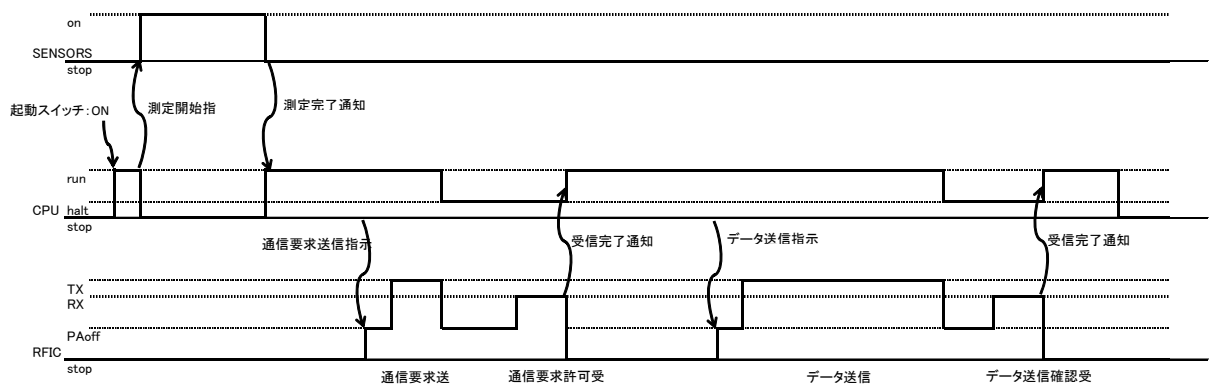 on
SENSORS
stop
起動スイッチ:ON
測定開始指
測定完了通知
run
CPU halt
stop
通信要求送信指示
受信完了通知
データ送信指示
受信完了通知
TX
RX
PAoff
RFIC
stop
通信要求送
通信要求許可受
データ送信
データ送信確認受